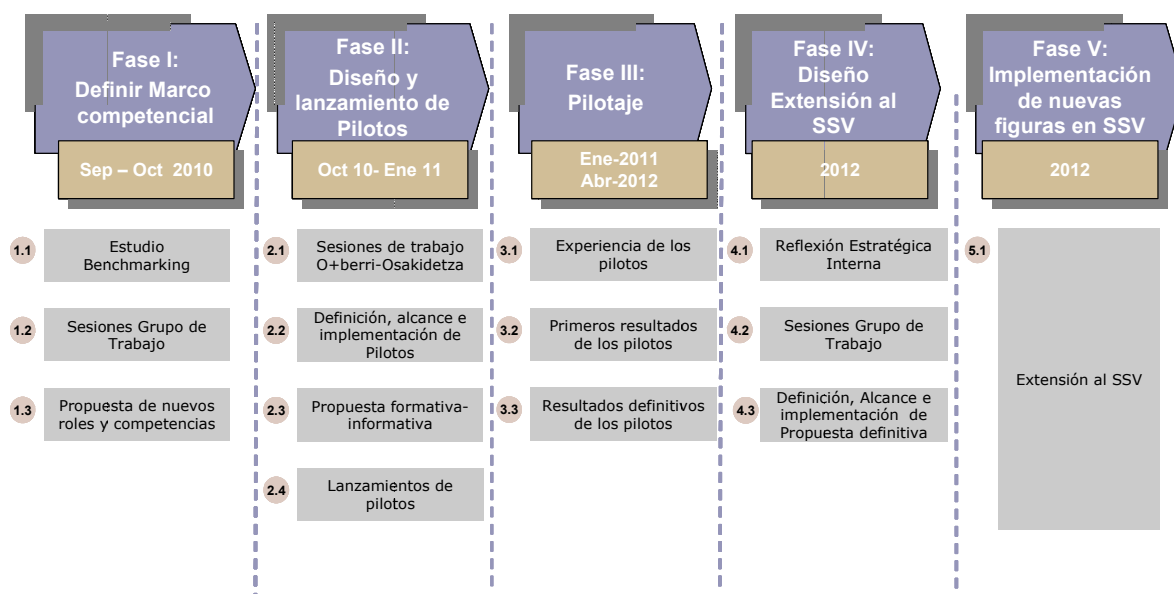 Fase I:
Definir Marco
competencial
Sep – Oct 2010
1.1
Estudio
Benchmarking
1.2
Sesiones Grupo de
Trabajo
1.3
Propuesta de nuevos
roles y competencias
Fase II:
Diseño y
lanzamiento de
Pilotos
Oct 10- Ene 11
2.1
Sesiones de trabajo
O+berri-Osakidetza
2.2
Definición, alcance e
implementación de
Pilotos
2.3
Propuesta formativa-
informativa
2.4
Lanzamientos de
pilotos
Fase III:
Pilotaje
Ene-2011
Abr-2012
3.1
Experiencia de los
pilotos
3.2
Primeros resultados
de los pilotos
3.3
Resultados definitivos
de los pilotos
Fase IV:
Diseño
Extensión al
SSV
2012
4.1
Reflexión Estratégica
Interna
4.2
Sesiones Grupo de
Trabajo
4.3
Definición, Alcance e
implementación de
Propuesta definitiva
Fase V:
Implementación
de nuevas
figuras en SSV
2012
5.1
Extensión al SSV